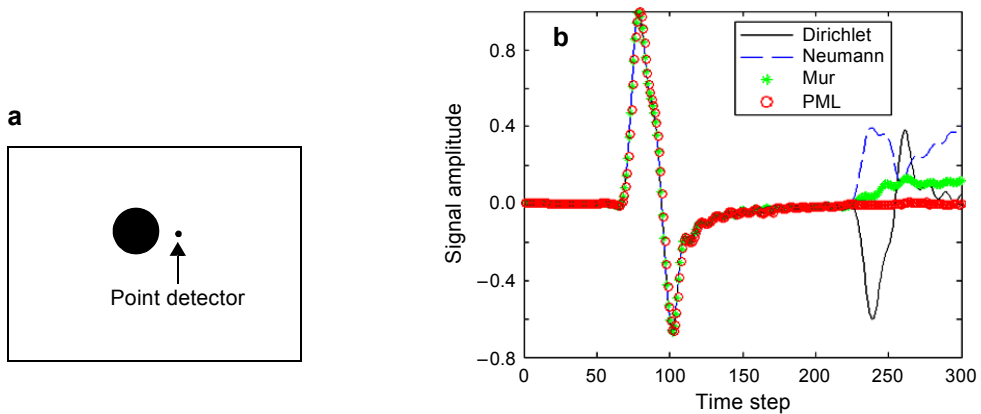 a
Point detector
b
Dirichlet
Neumann
Mur
PML
Signal amplitude
0.8
0.4
0.0
−0.4
−0.8
0 50 100 150 200 250 300
Time step